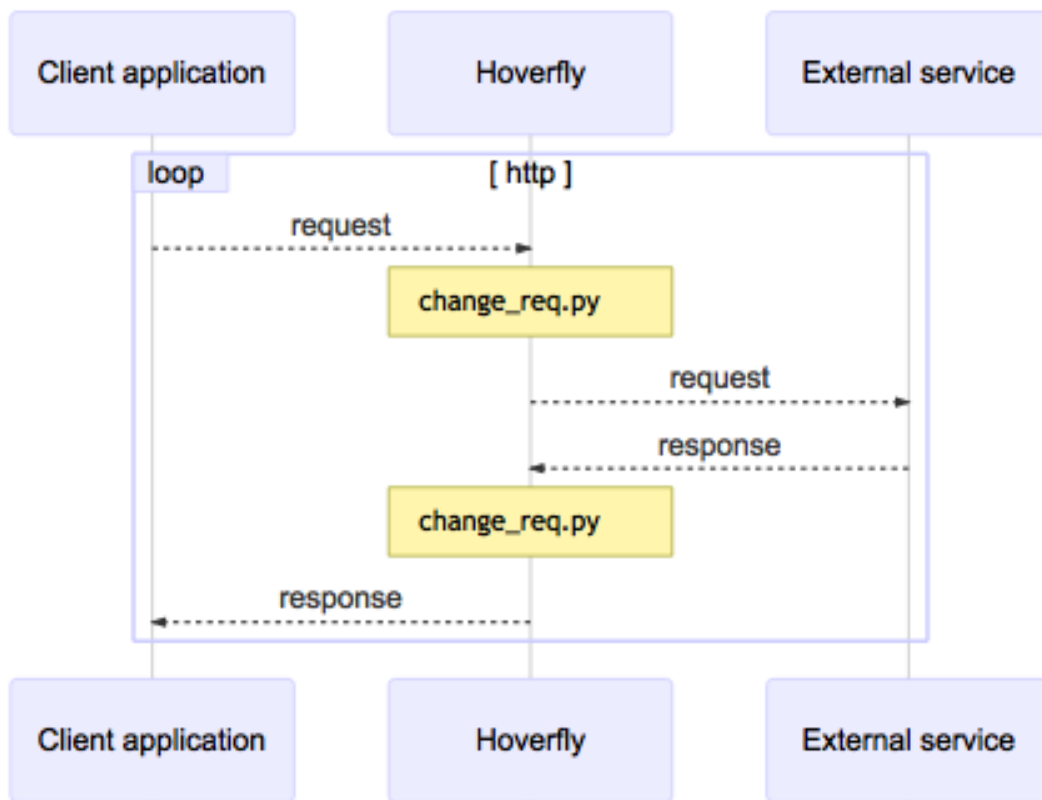 Client application
Hoverfly
External service
loop
[ http ]
request
change_req.py
request
response
change_req.py
response
Client application
Hoverfly
External service